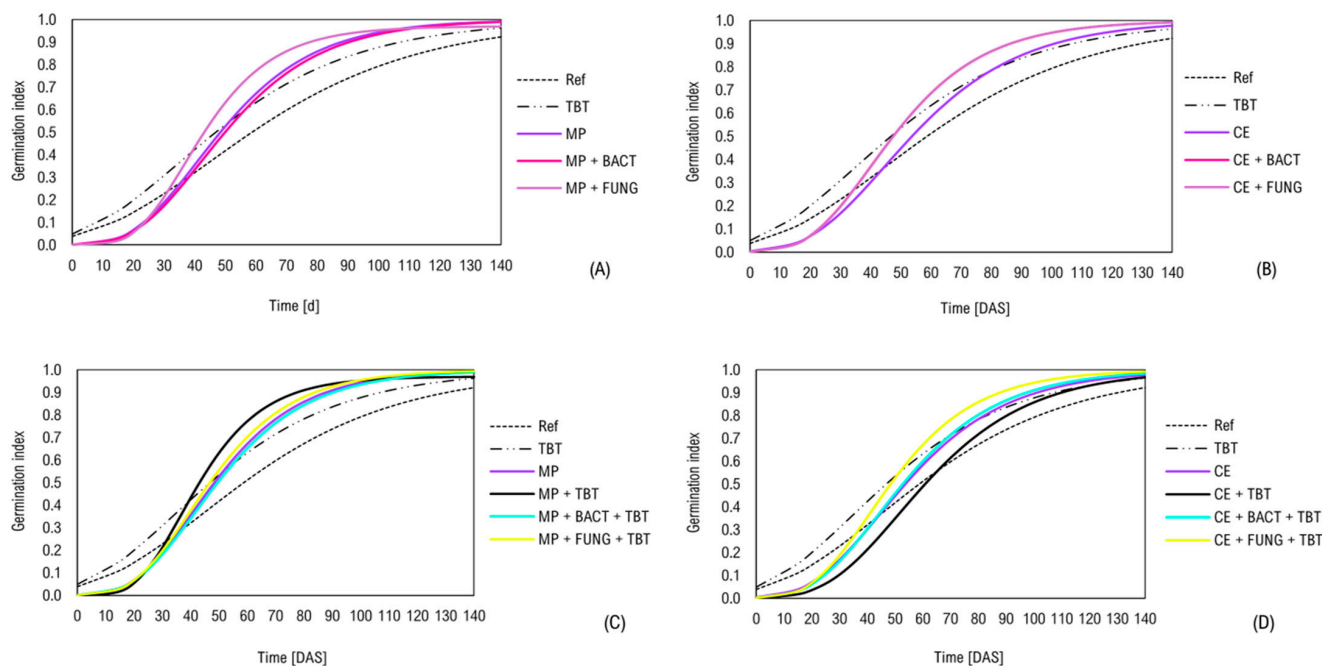 Germination index
1.0
0.9
0.8
0.7
0.6
0.5
0.4
0.3
0.2
0.1
0.0
0 10 20 30 40 50 60 70 80 90 100 110 120 130 140
Time [d]
Ref
TBT
MP
MP + BACT
MP + FUNG
(A)
Germination index
1.0
0.9
0.8
0.7
0.6
0.5
0.4
0.3
0.2
0.1
0.0
0 10 20 30 40 50 60 70 80 90 100 110 120 130 140
Time [DAS]
Ref
TBT
CE
CE + BACT
CE + FUNG
(B)
Germination index
1.0
0.9
0.8
0.7
0.6
0.5
0.4
0.3
0.2
0.1
0.0
0 10 20 30 40 50 60 70 80 90 100 110 120 130 140
Time [DAS]
Ref
TBT
MP
MP + TBT
MP + BACT + TBT
MP + FUNG + TBT
(C)
Germination index
1.0
0.9
0.8
0.7
0.6
0.5
0.4
0.3
0.2
0.1
0.0
0 10 20 30 40 50 60 70 80 90 100 110 120 130 140
Time [DAS]
Ref
TBT
CE
CE + TBT
CE + BACT + TBT
CE + FUNG + TBT
(D)